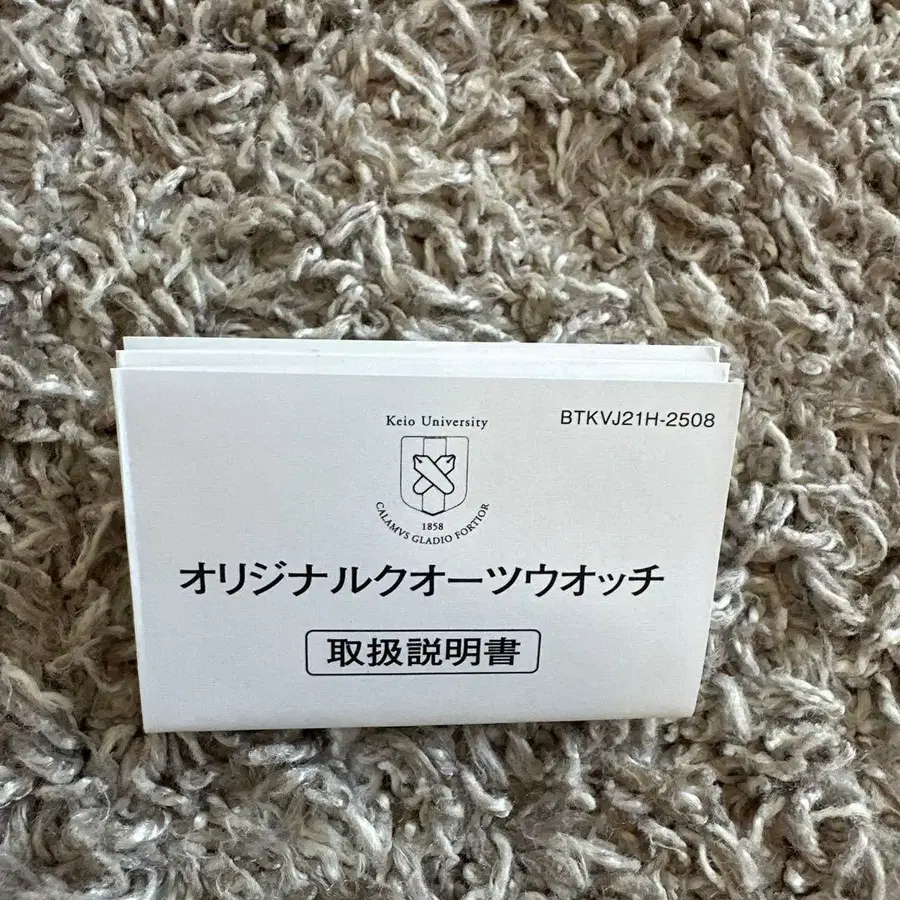 Keio University
BTKVJ21H-2508
1858
CALAMVS GLADIO FORTIOR
オリジナルクオーツウオッチ
取扱説明書